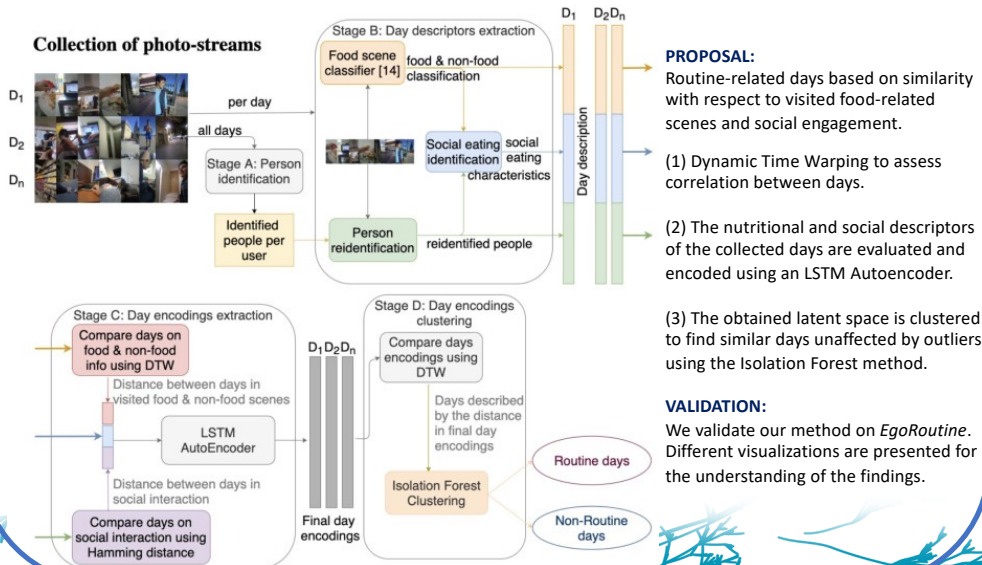 Collection of photo-streams
D1
D2
Dn
per day
all days
Stage A: Person
identification
Identified
people per
user
Stage B: Day descriptors extraction
Food scene
classifier [14]
food & non-food
classification
Social eating
identification
social
eating
characteristics
Person
reidentification
reidentified people
D1
D2
Dn
Day description
PROPOSAL:
Routine-related days based on similarity
with respect to visited food-related
scenes and social engagement.
(1) Dynamic Time Warping to assess
correlation between days.
(2) The nutritional and social descriptors
of the collected days are evaluated and
encoded using an LSTM Autoencoder.
(3) The obtained latent space is clustered
to find similar days unaffected by outliers
using the Isolation Forest method.
VALIDATION:
We validate our method on EgoRoutine.
Different visualizations are presented for
the understanding of the findings.
Stage C: Day encodings extraction
Compare days on
food & non-food
info using DTW
Distance between days in
visited food & non-food scenes
LSTM
AutoEncoder
Distance between days in
social interaction
Compare days on
social interaction using
Hamming distance
D1
D2
Dn
Final day
encodings
Stage D: Day encodings
clustering
Compare days
encodings using
DTW
Days described
by the distance
in final day
encodings
Isolation Forest
Clustering
Routine days
Non-Routine
days